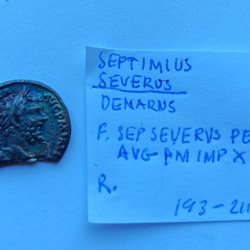 SEPTIMIUS
SEVERUS
DENARIUS
F. SEP SEVERVS PE
AVG PM IMP X
R.
193-211